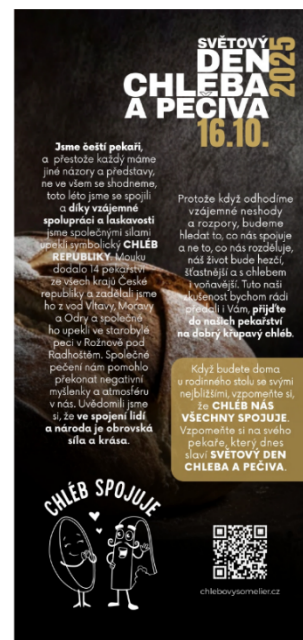 SVĚTOVÝ
DEN
CHLEBA
A PEČIVA
16.10.
2025
Jsme čeští pekaři,
a přestože každý máme
jiné názory a představy,
ne ve všem se shodneme,
toto léto jsme se spojili
a díky vzájemné
spolupráci a laskavosti
jsme společnými silami
upekli symbolický CHLÉB
REPUBLIKY. Mouku
dodalo 14 pekařství
ze všech krajů České
republiky a zadělali jsme
ho z vod Vltavy, Moravy
a Odry a společně
ho upekli ve starobylé
peci v Rožnově pod
Radhoštěm. Společné
pečení nám pomohlo
překonat negativní
myšlenky a atmosféru
v nás. Uvědomili jsme
si, že ve spojení lidí
a národa je obrovská
síla a krása.
Protože když odhodíme
vzájemné neshody
a rozpory, budeme
hledat to, co nás spojuje
a ne to, co nás rozděluje,
náš život bude hezčí,
šťastnější a s chlebem
i voňavější. Tuto naši
zkušenost bychom rádi
předali i Vám, přijďte
do našich pekařství
na dobrý křupavý chléb.
Když budete doma
u rodinného stolu se svými
nejbližšími, vzpomeňte si,
že CHLÉB NÁS
VŠECHNY SPOJUJE.
Vzpomeňte si na svého
pekaře, který dnes
slaví SVĚTOVÝ DEN
CHLEBA A PEČIVA.
CHLÉB SPOJUJE
chlebovysomelier.cz